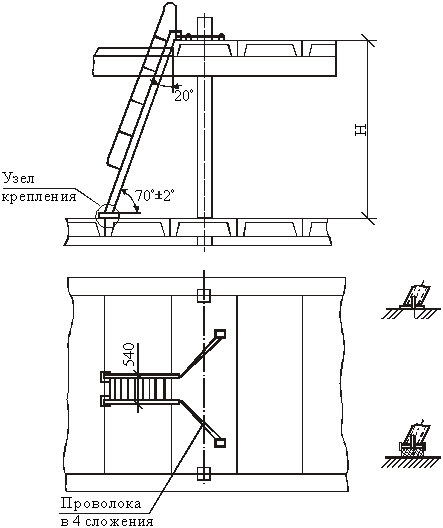 20°
H
Узел
крепления
70°±2°
540
Проволока
в 4 сложения